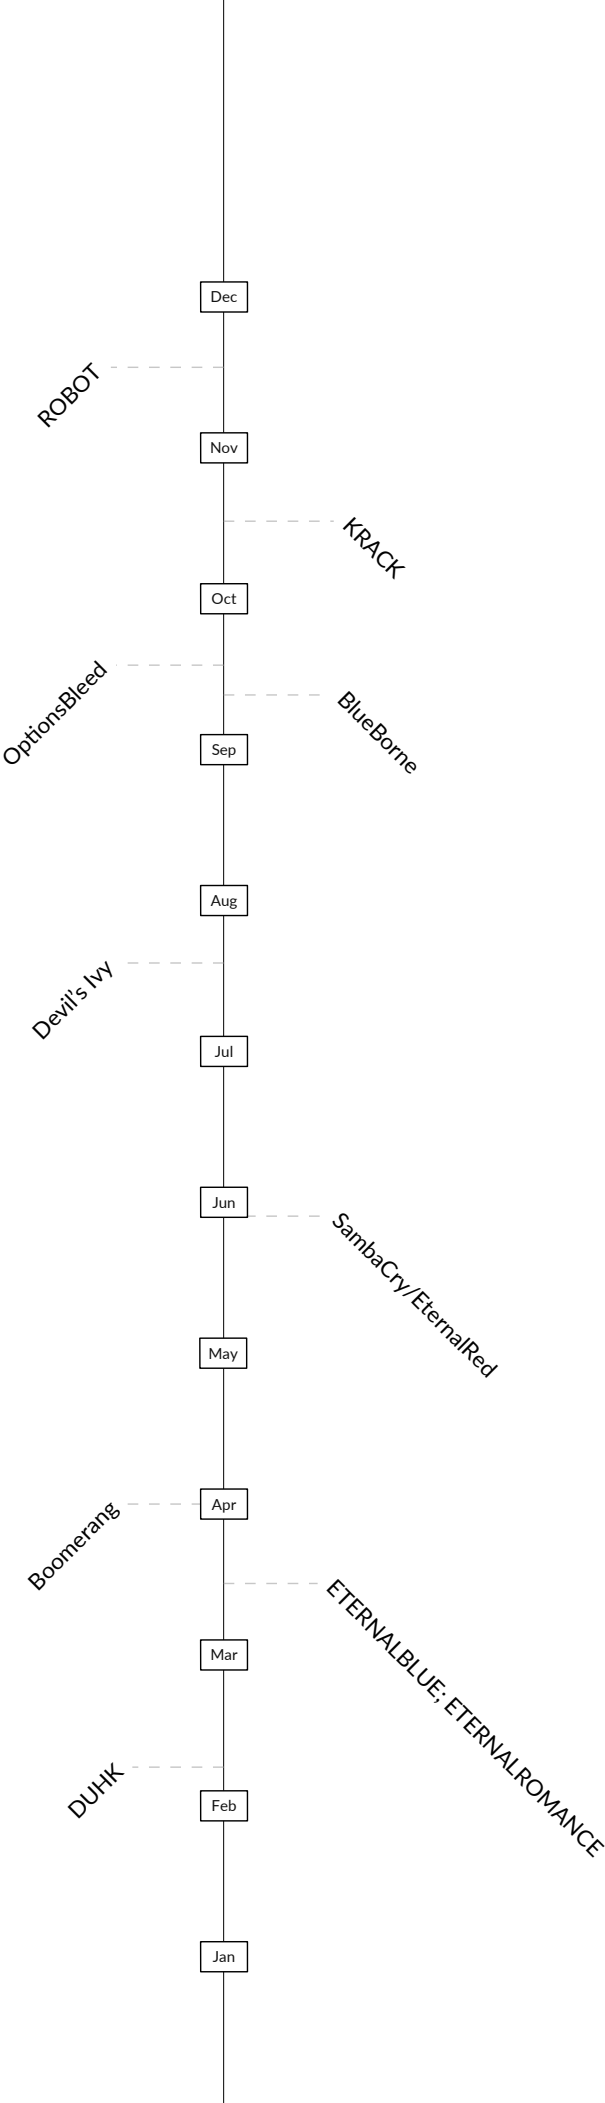 Dec
ROBOT
Nov
KRACK
Oct
OptionsBleed
BlueBorne
Sep
Aug
Devil's Ivy
Jul
Jun
SambaCry/EternalRed
May
Apr
Boomerang
ETERNALBLUE; ETERNALROMANCE
Mar
DUHK
Feb
Jan